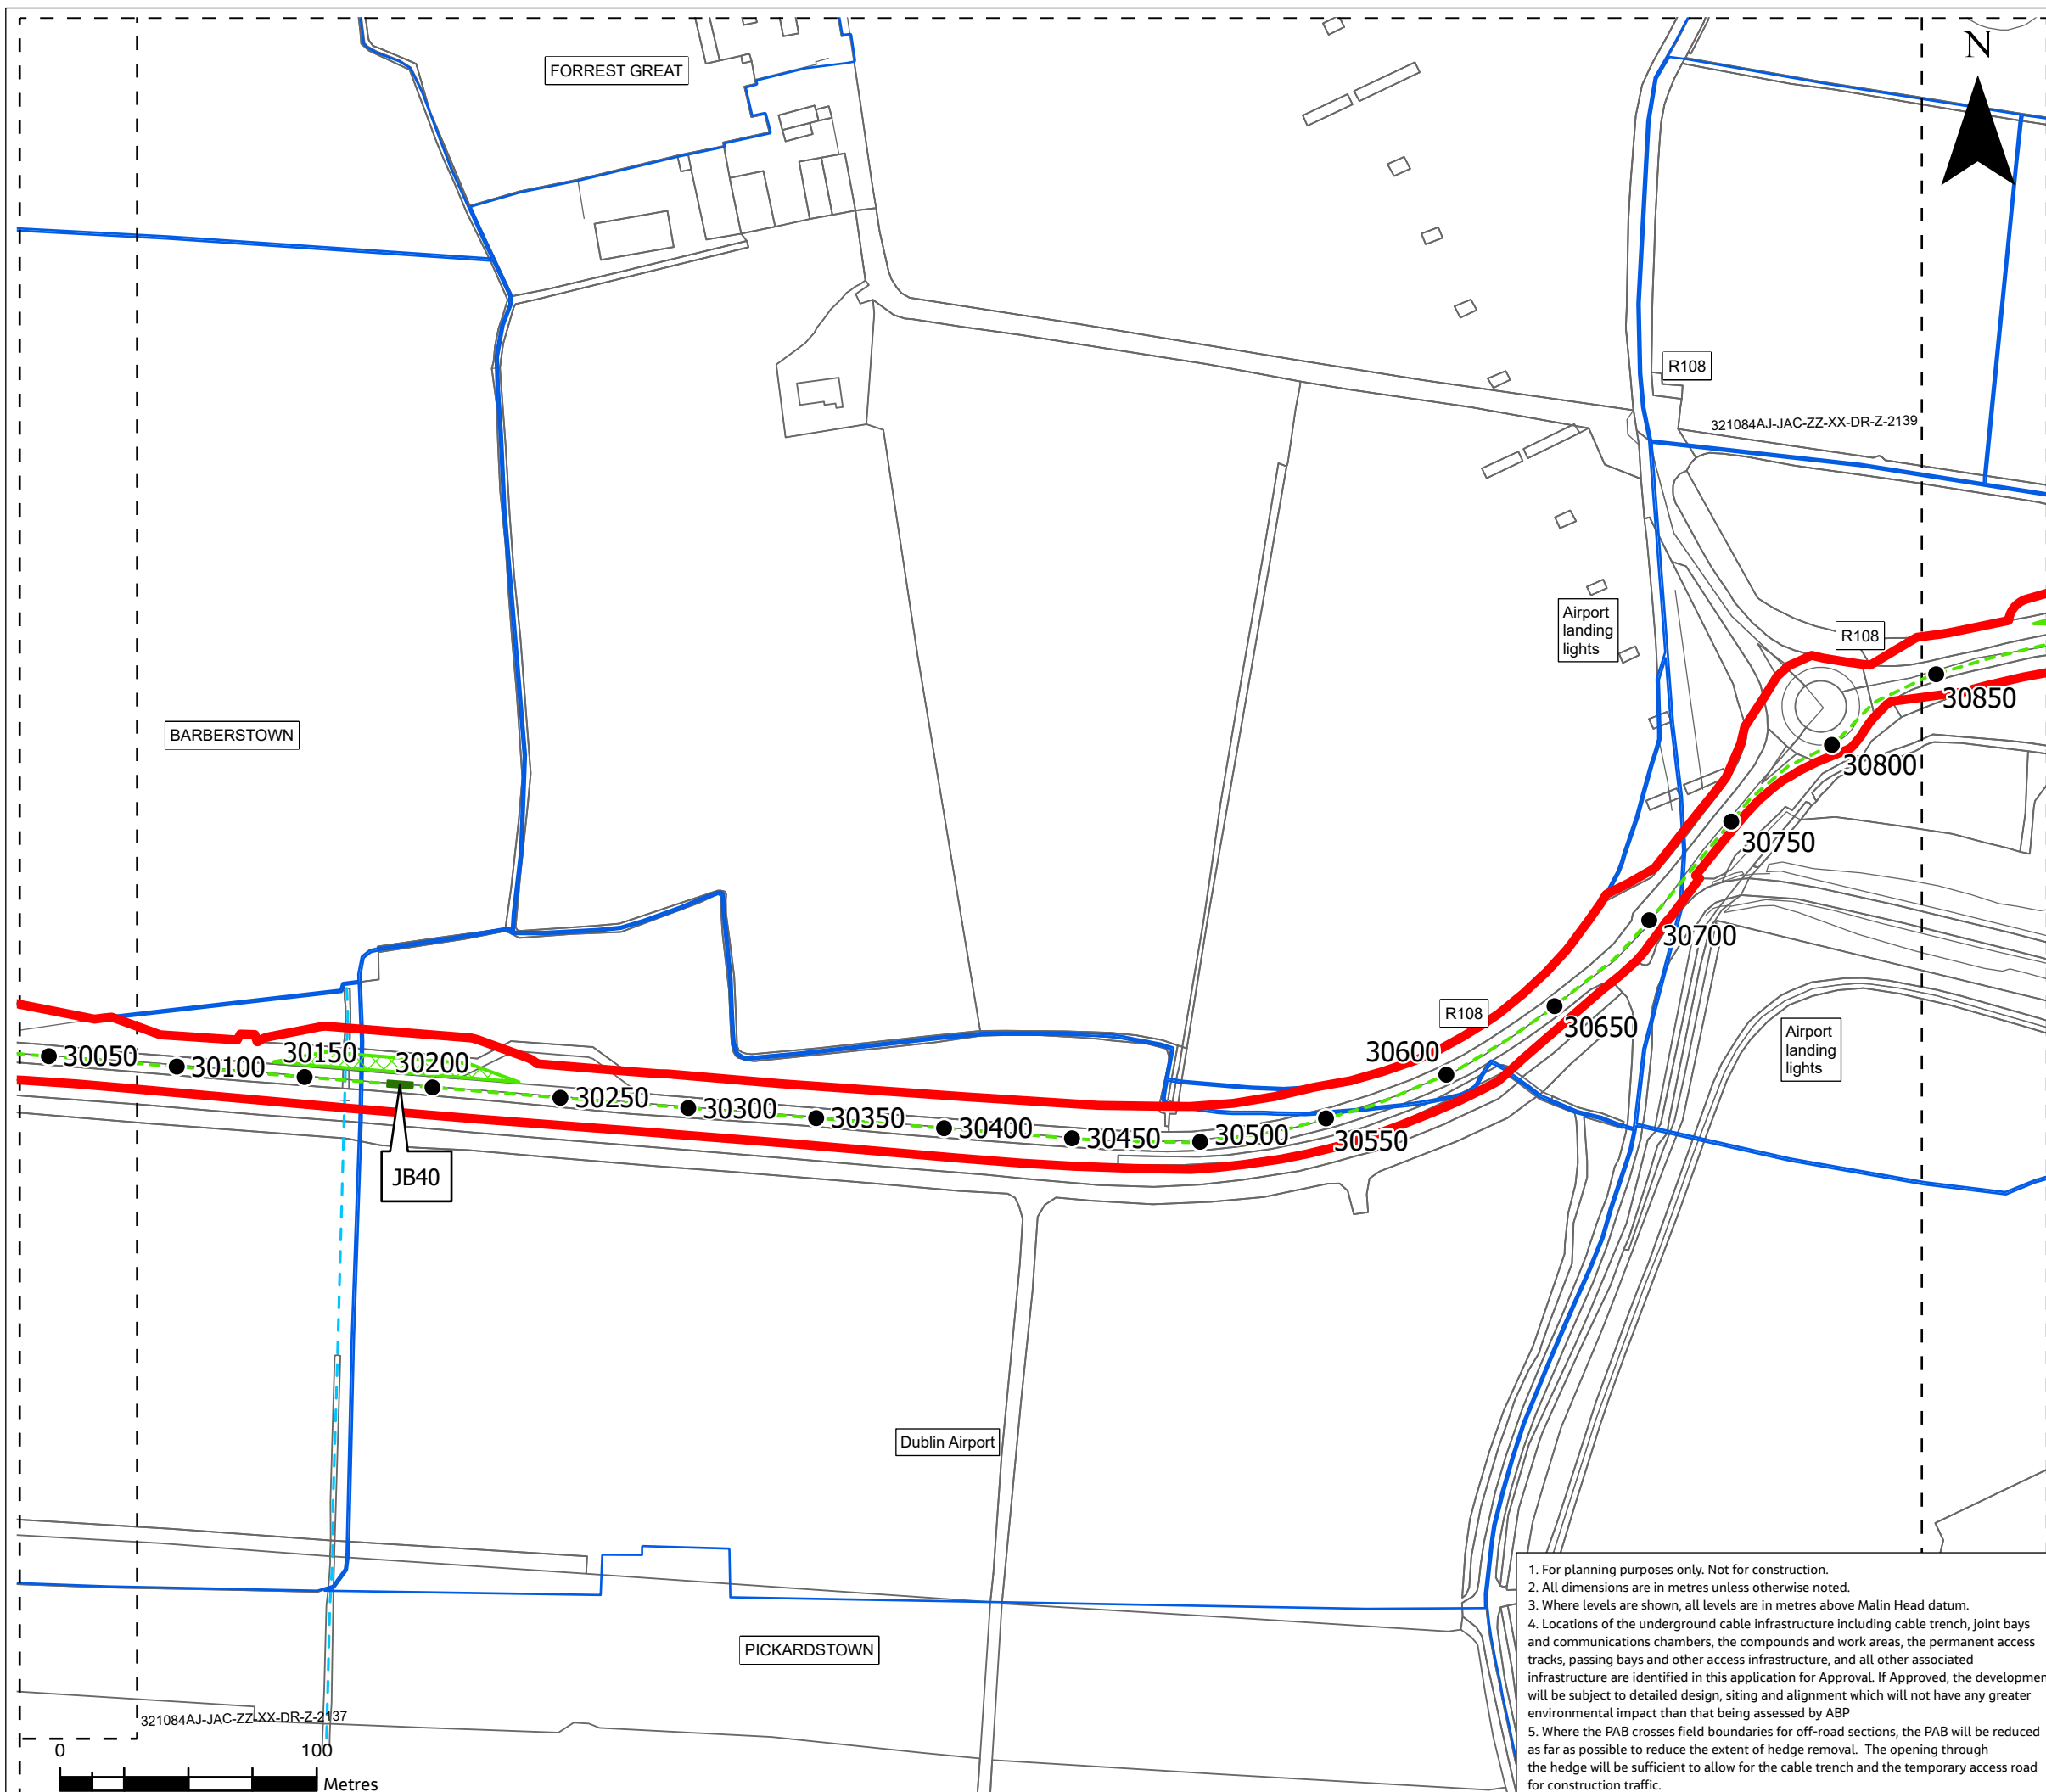 FORREST GREAT
N
R108
321084AJ-JAC-ZZ-XX-DR-Z-2139
Airport
landing
lights
R108
30850
BARBERSTOWN
30800
30750
30700
R108
30650
Airport
landing
lights
30600
30050
30100
30150
30200
30250
30300
30350
30400
30450
30500
30550
JB40
Dublin Airport
PICKARDSTOWN
321084AJ-JAC-ZZ-XX-DR-Z-2137
0 100
Metres
1. For planning purposes only. Not for construction.
2. All dimensions are in metres unless otherwise noted.
3. Where levels are shown, all levels are in metres above Malin Head datum.
4. Locations of the underground cable infrastructure including cable trench, joint bays
and communications chambers, the compounds and work areas, the permanent access
tracks, passing bays and other access infrastructure, and all other associated
infrastructure are identified in this application for Approval. If Approved, the developmen
will be subject to detailed design, siting and alignment which will not have any greater
environmental impact than that being assessed by ABP
5. Where the PAB crosses field boundaries for off-road sections, the PAB will be reduced
as far as possible to reduce the extent of hedge removal. The opening through
the hedge will be sufficient to allow for the cable trench and the temporary access road
for construction traffic.